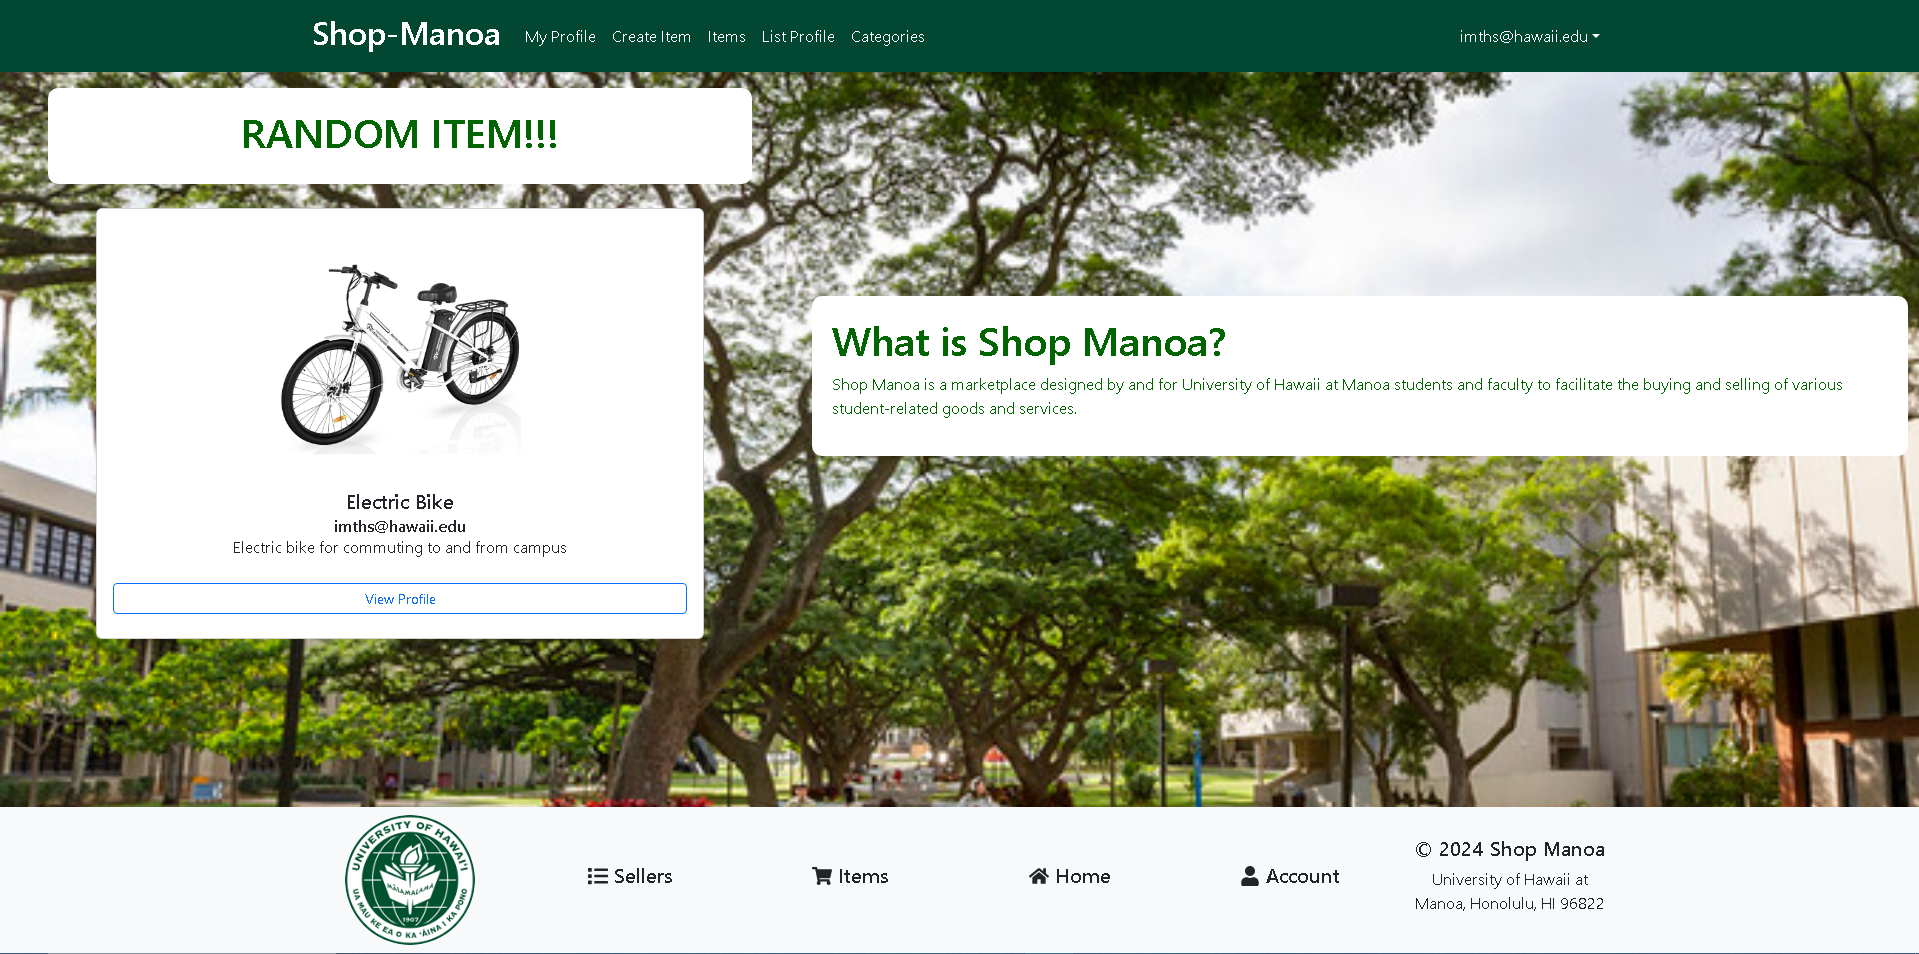 Shop-Manoa
My Profile
Create Item
Items
List Profile
Categories
imths@hawaii.edu
RANDOM ITEM!!!
Electric Bike
imths@hawaii.edu
Electric bike for commuting to and from campus
View Profile
What is Shop Manoa?
Shop Manoa is a marketplace designed by and for University of Hawaii at Manoa students and faculty to facilitate the buying and selling of various
student-related goods and services.
UNIVERSITY OF HAWAI'I
MĀLAMALAMA
1907
UA MAU KE EA O KA ʻĀINA I KA PONO
Sellers
Items
Home
Account
© 2024 Shop Manoa
University of Hawaii at
Manoa, Honolulu, HI 96822